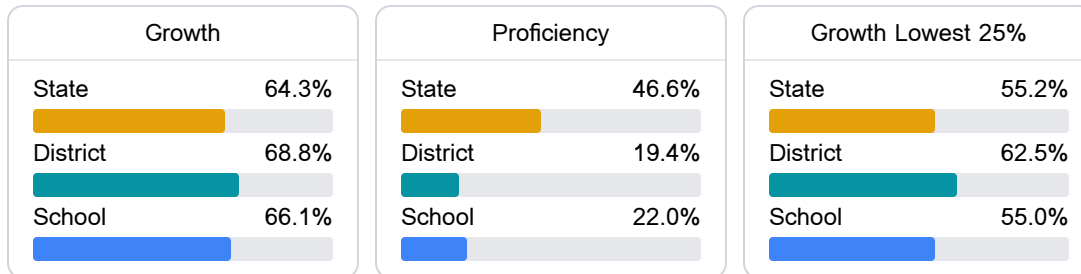 Growth
State 64.3%
District 68.8%
School 66.1%
Proficiency
State 46.6%
District 19.4%
School 22.0%
Growth Lowest 25%
State 55.2%
District 62.5%
School 55.0%